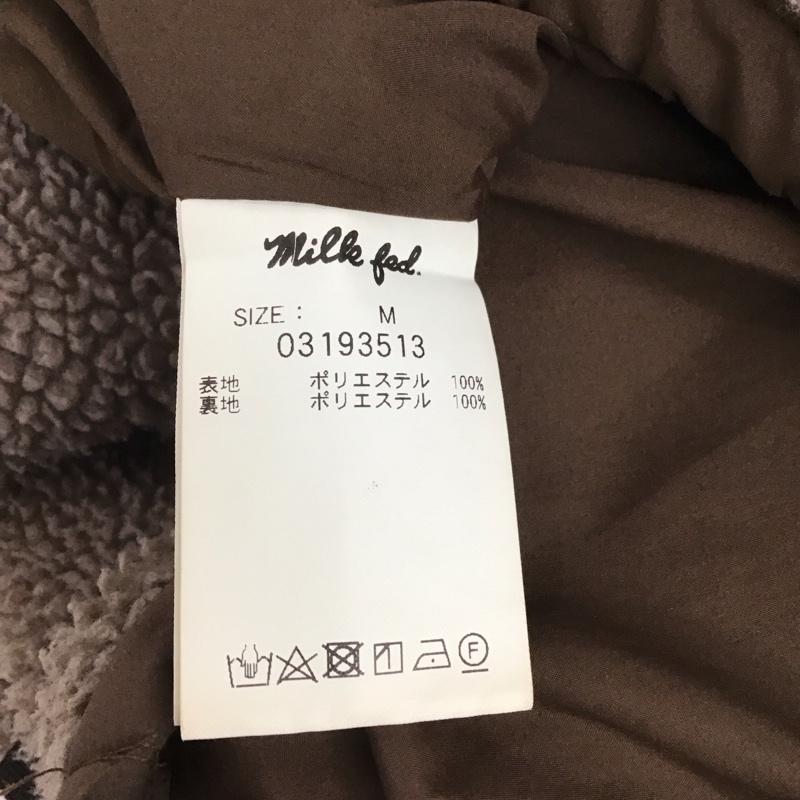 Milk fed.
SIZE : M
03193513
表地 ポリエステル 100%
裏地 ポリエステル 100%
F